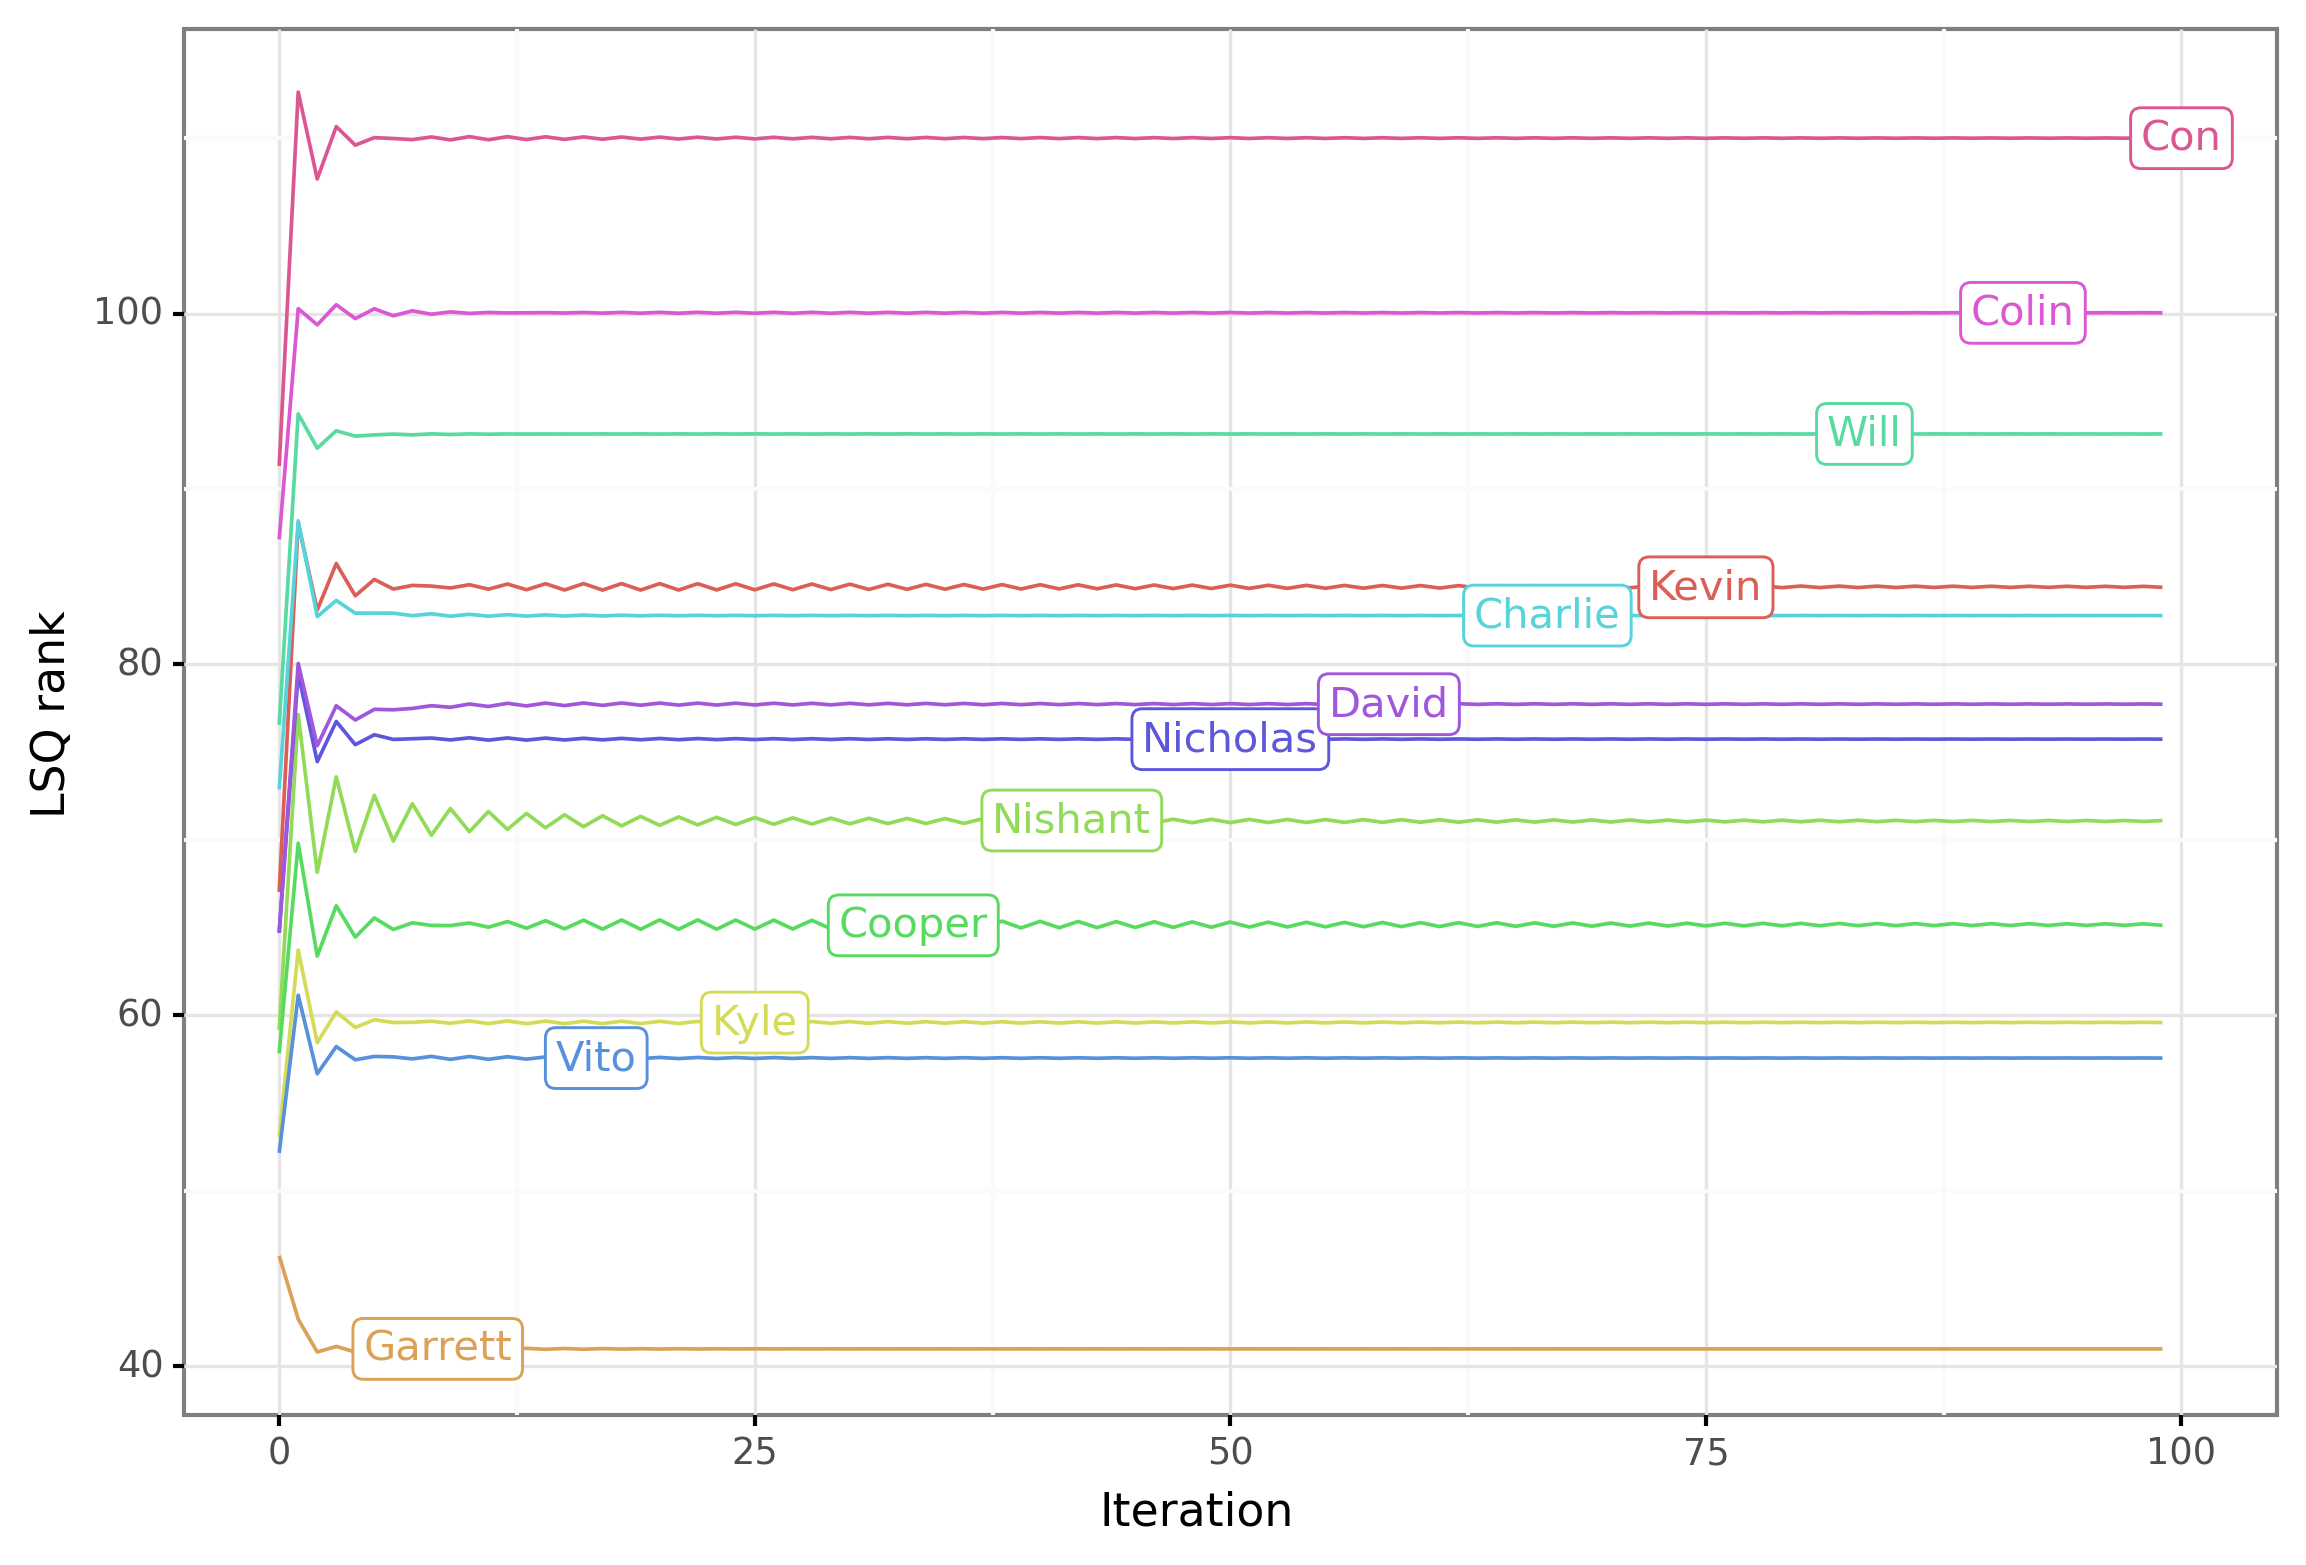 Con
100
Colin
Will
Kevin
Charlie
80
David
Nicholas
LSQ rank
Nishant
Cooper
60
Kyle
Vito
Garrett
40
0 25 50 75 100
Iteration